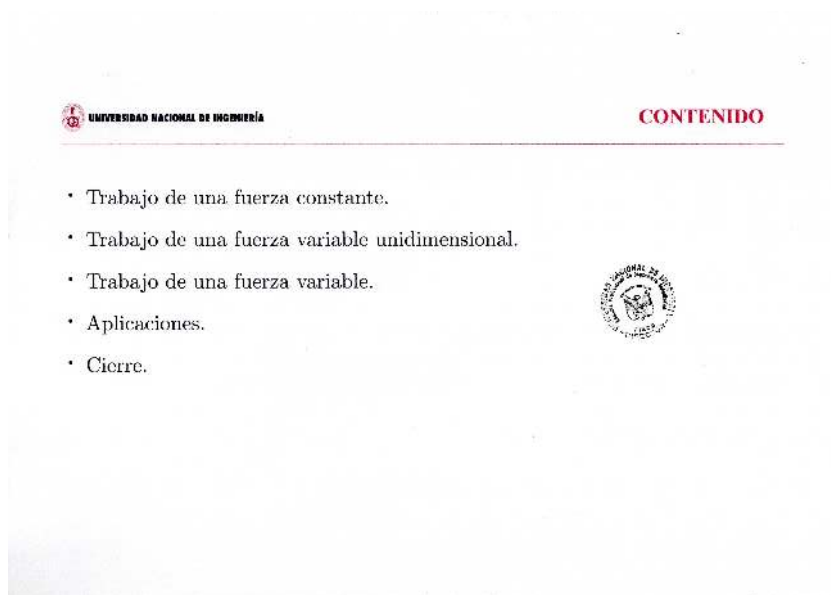 UNIVERSIDAD NACIONAL DE INGENIERÍA
CONTENIDO
• Trabajo de una fuerza constante.
• Trabajo de una fuerza variable unidimensional.
• Trabajo de una fuerza variable.
• Aplicaciones.
• Cierre.